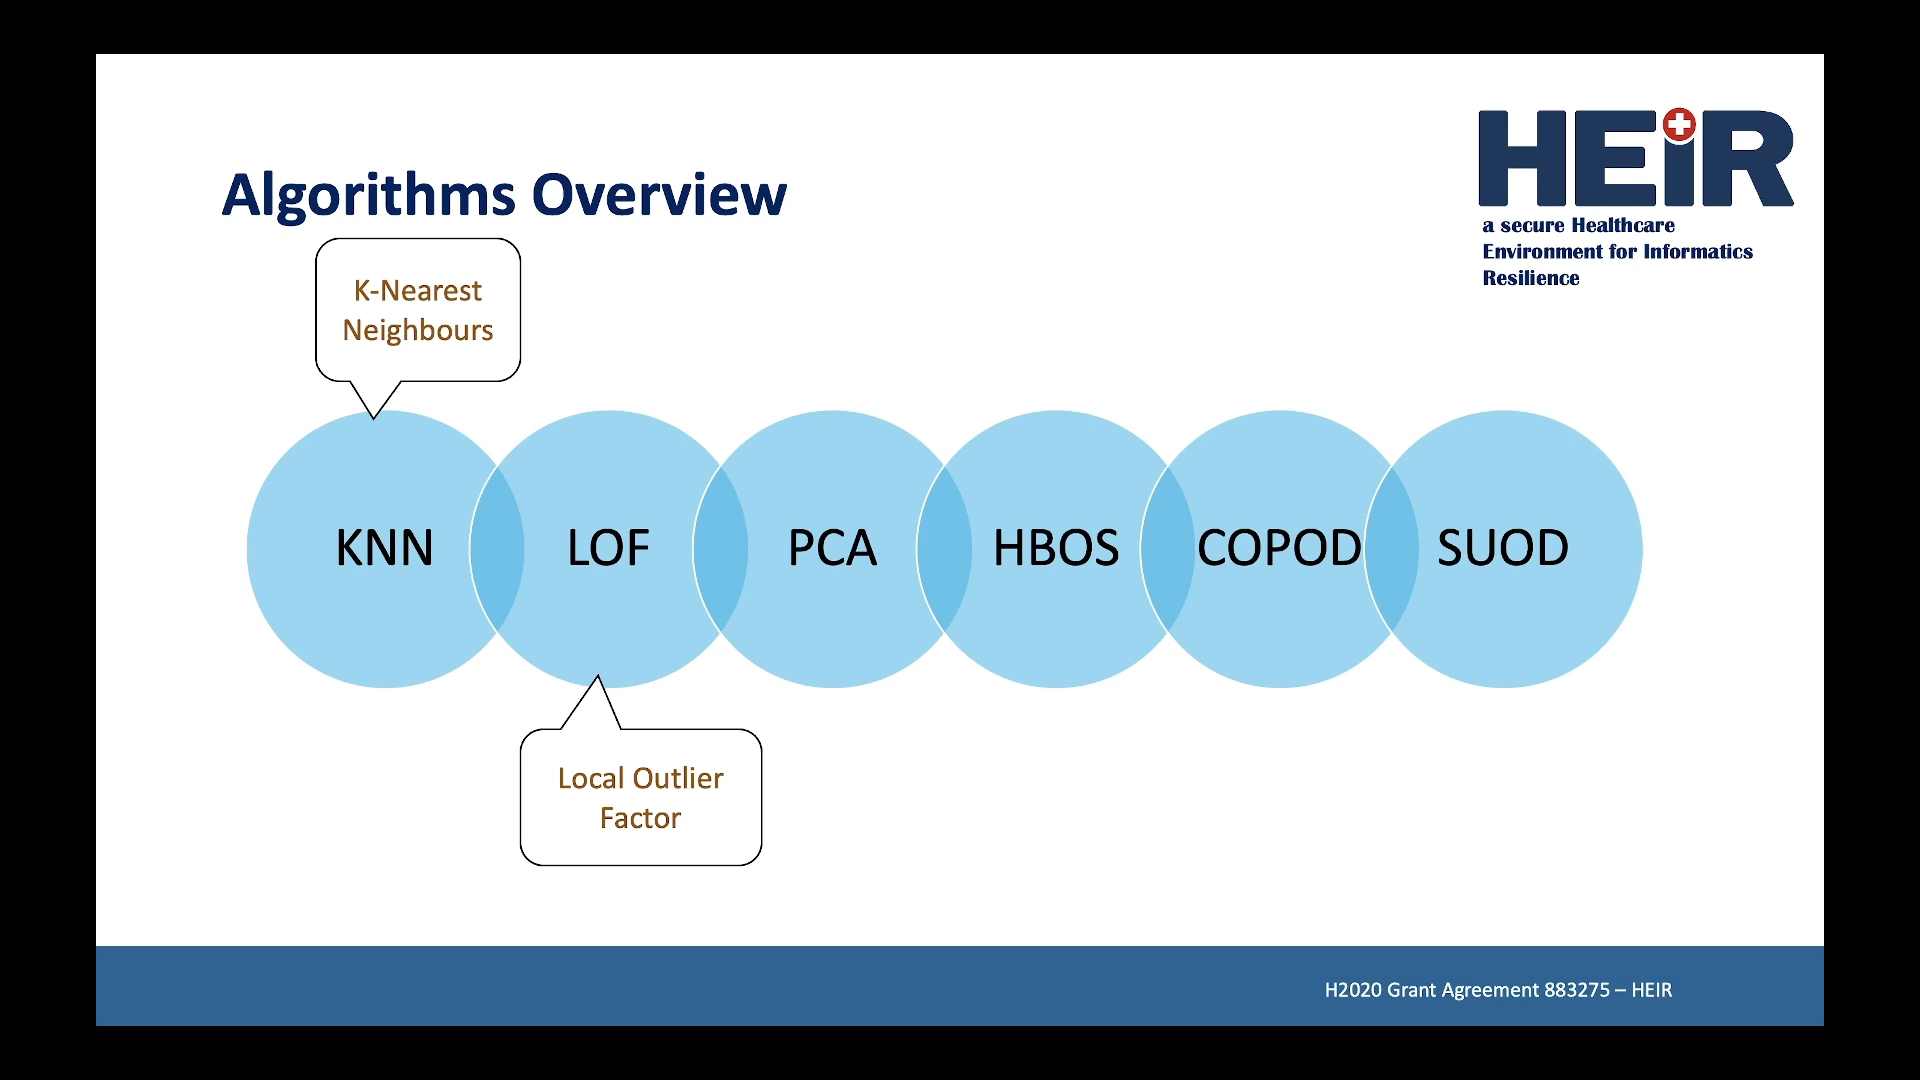 HEiR
a secure Healthcare
Environment for Informatics
Resilience
Algorithms Overview
K-Nearest
Neighbours
KNN
LOF
PCA
HBOS
COPOD
SUOD
Local Outlier
Factor
H2020 Grant Agreement 883275 – HEIR